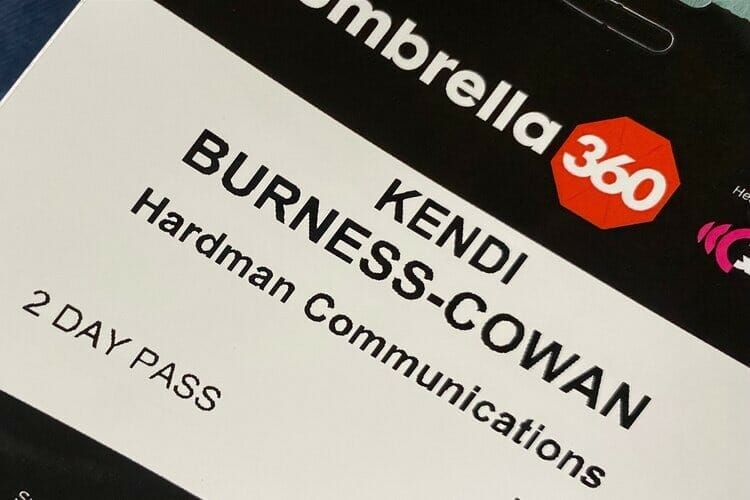 mbrella
360
KENDI
BURNESS-COWAN
Hardman Communications
2 DAY PASS